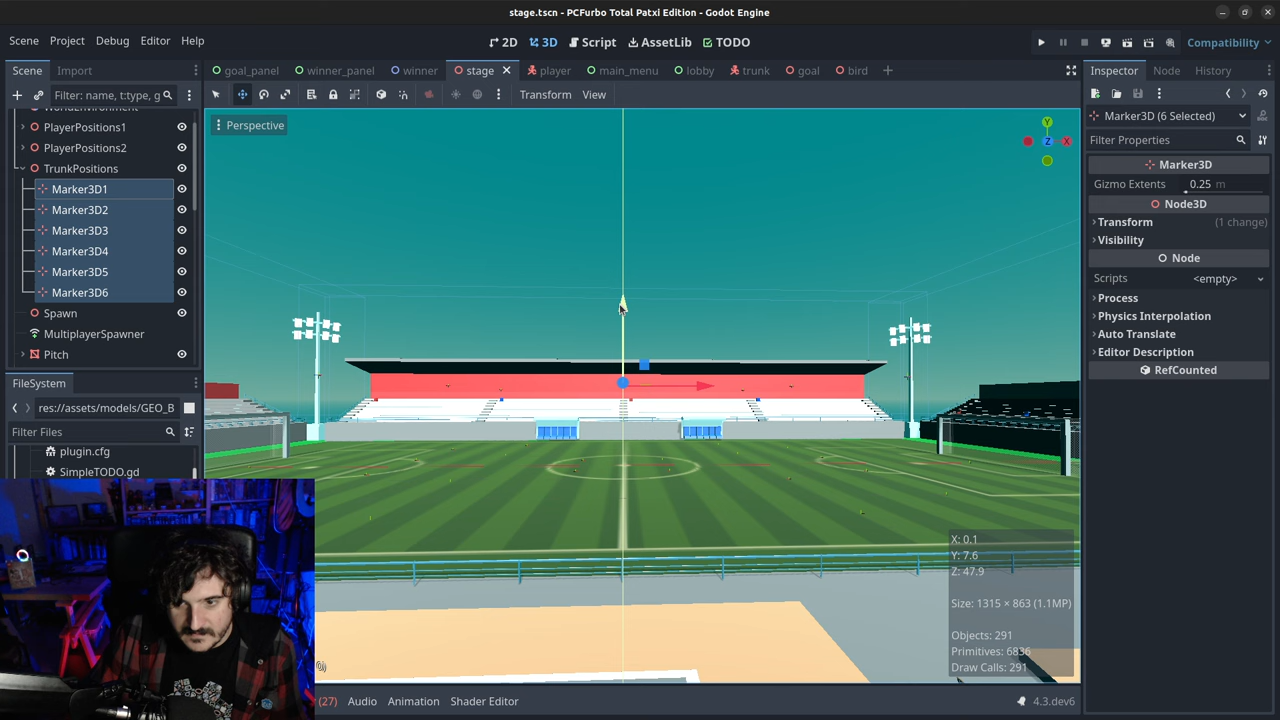 stage.tscn - PCFurbo Total Patxi Edition - Godot Engine
Scene Project Debug Editor Help
2D 3D Script AssetLib TODO
Compatibility
Scene Import
goal_panel winner_panel winner stage player main_menu lobby trunk goal bird
Inspector Node History
Filter: name, t:type, g
Transform View
Perspective
Y
Z
X
PlayerPositions1
PlayerPositions2
TrunkPositions
Marker3D1
Marker3D2
Marker3D3
Marker3D4
Marker3D5
Marker3D6
Spawn
MultiplayerSpawner
Pitch
FileSystem
res://assets/models/GEO_B
Filter Files
plugin.cfg
SimpleTODO.gd
X: 0.1
Y: 7.6
Z: 47.9
Size: 1315 × 863 (1.1MP)
Objects: 291
Primitives: 6836
Draw Calls: 291
(27) Audio Animation Shader Editor
4.3.dev6
Marker3D (6 Selected)
Filter Properties
Marker3D
Gizmo Extents 0.25 m
Node3D
Transform (1 change)
Visibility
Node
Scripts <empty>
Process
Physics Interpolation
Auto Translate
Editor Description
RefCounted